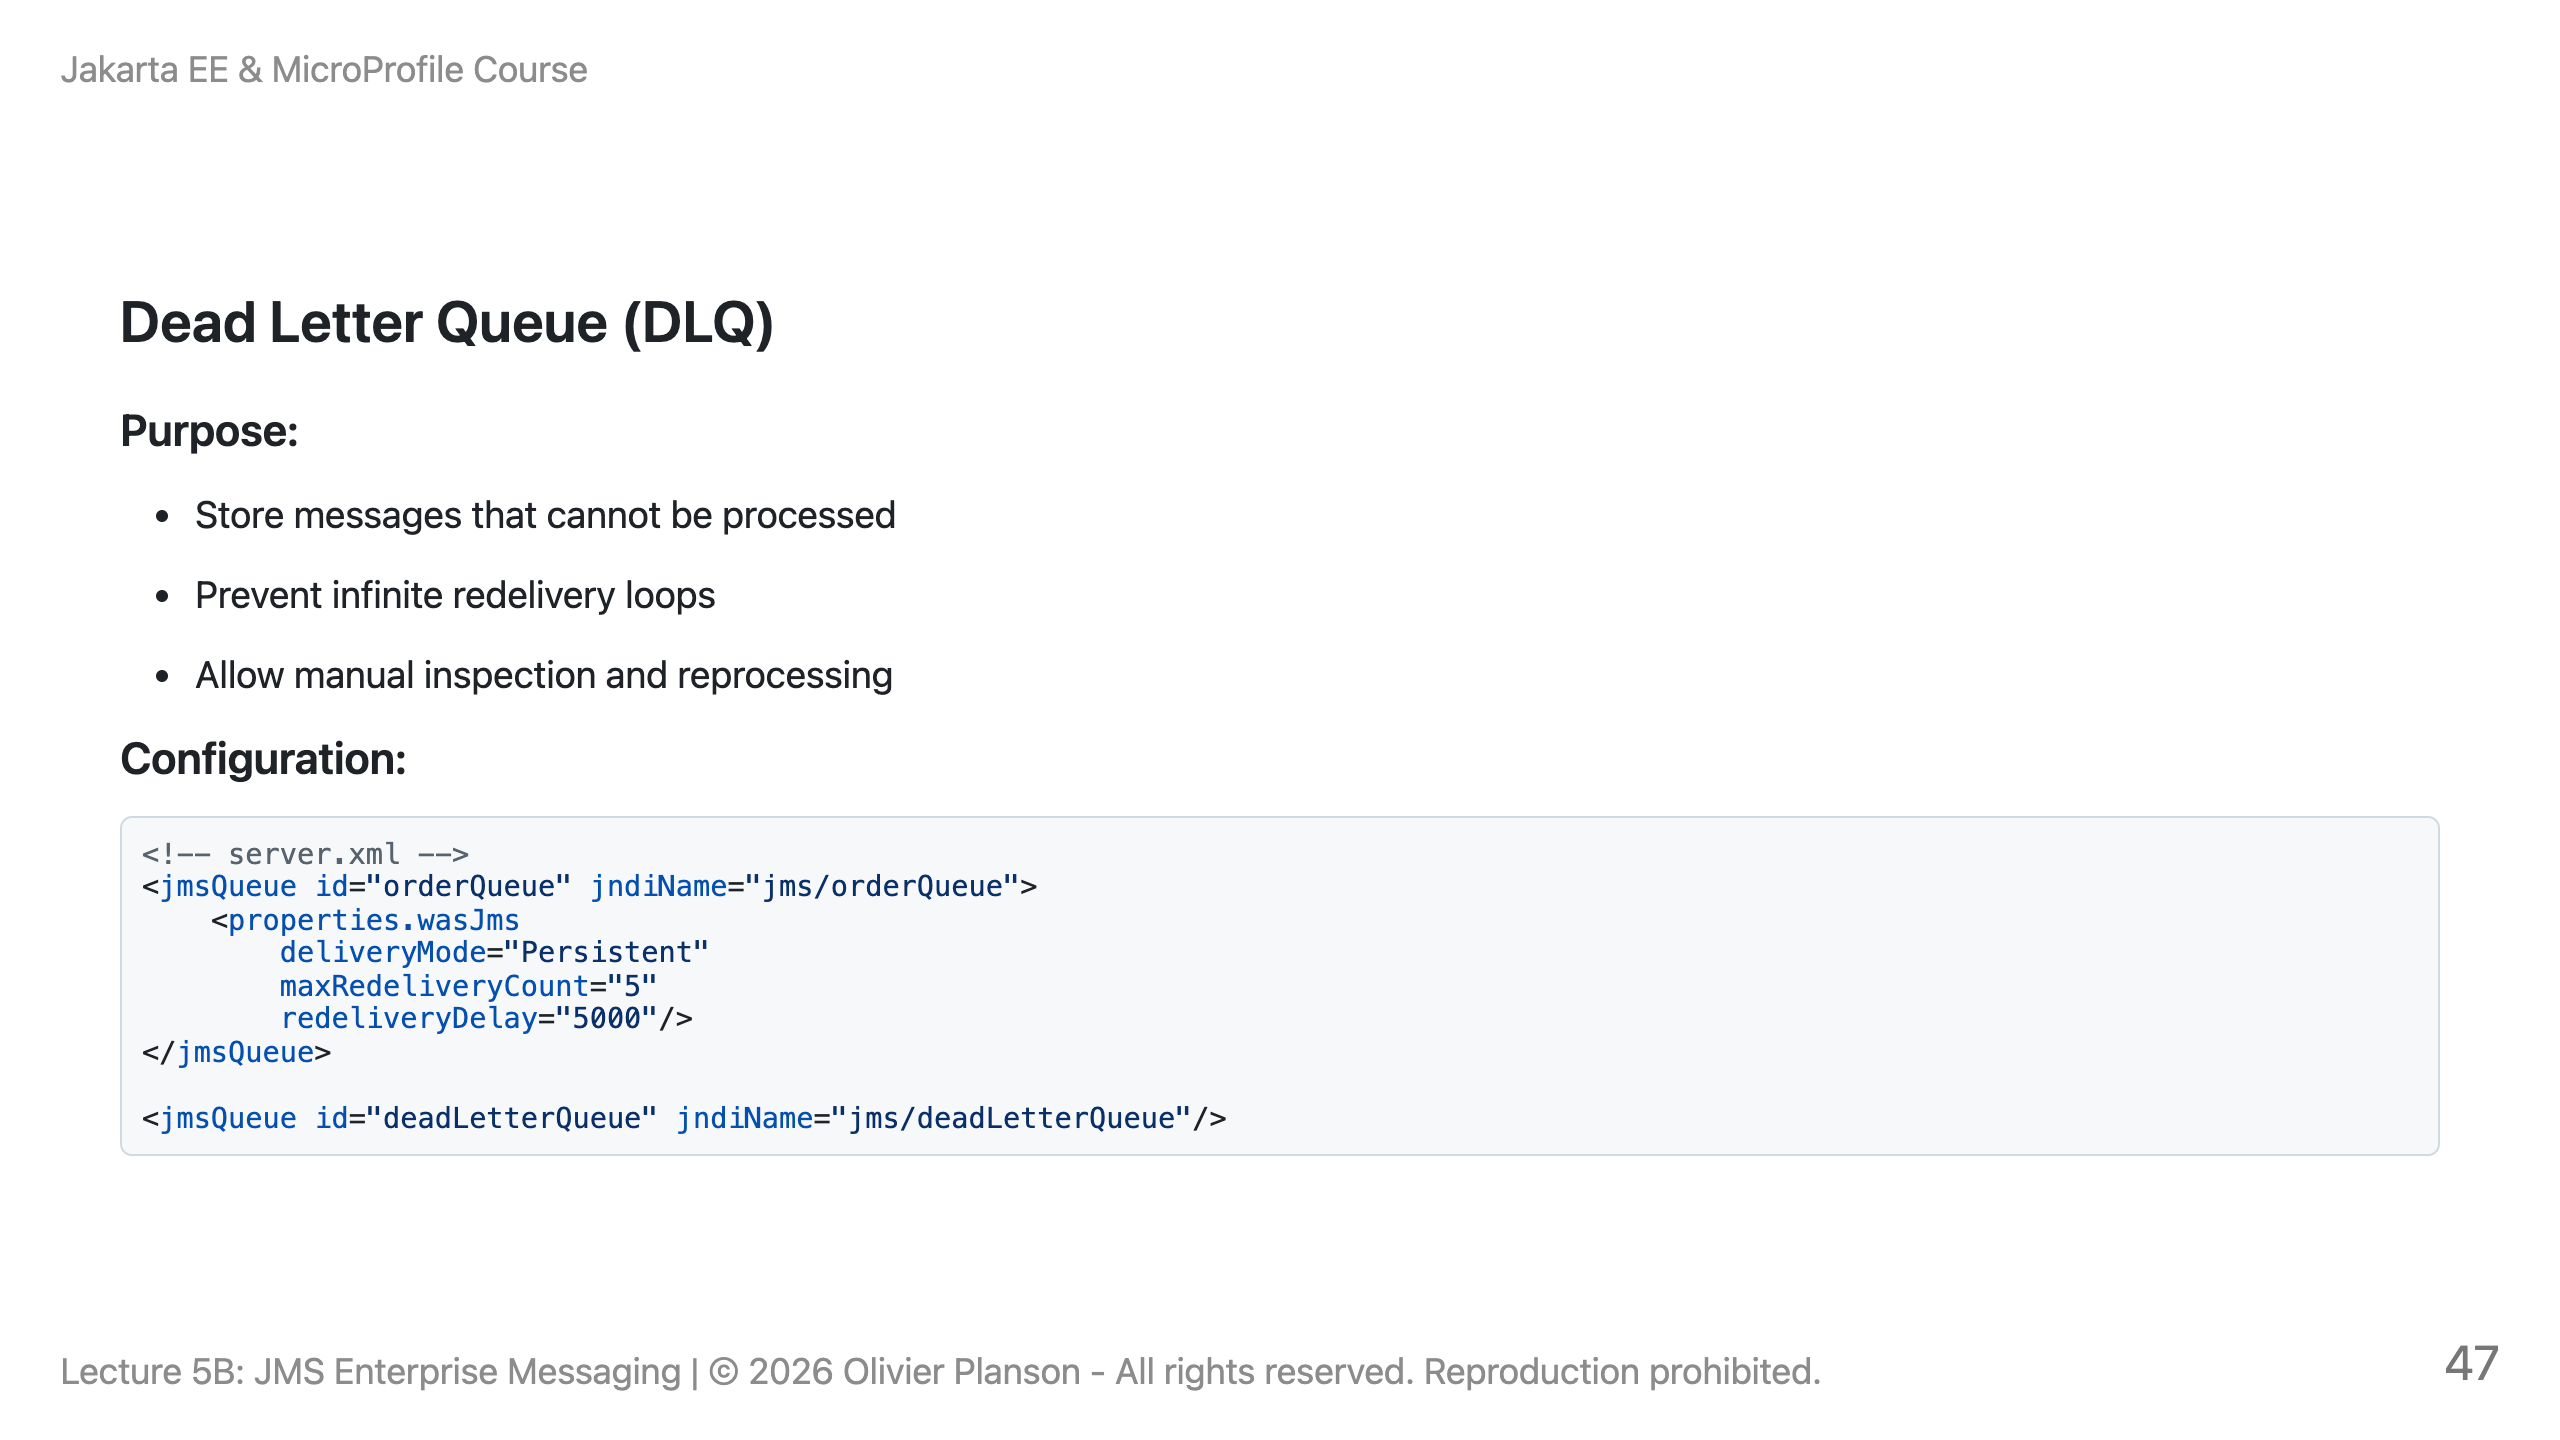 Jakarta EE & MicroProfile Course
Dead Letter Queue (DLQ)
Purpose:
• Store messages that cannot be processed
• Prevent infinite redelivery loops
• Allow manual inspection and reprocessing
Configuration:
<!-- server.xml -->
<jmsQueue id="orderQueue" jndiName="jms/orderQueue">
    <properties.wasJms
        deliveryMode="Persistent"
        maxRedeliveryCount="5"
        redeliveryDelay="5000"/>
</jmsQueue>
<jmsQueue id="deadLetterQueue" jndiName="jms/deadLetterQueue"/>
Lecture 5B: JMS Enterprise Messaging | © 2026 Olivier Planson - All rights reserved. Reproduction prohibited.
47